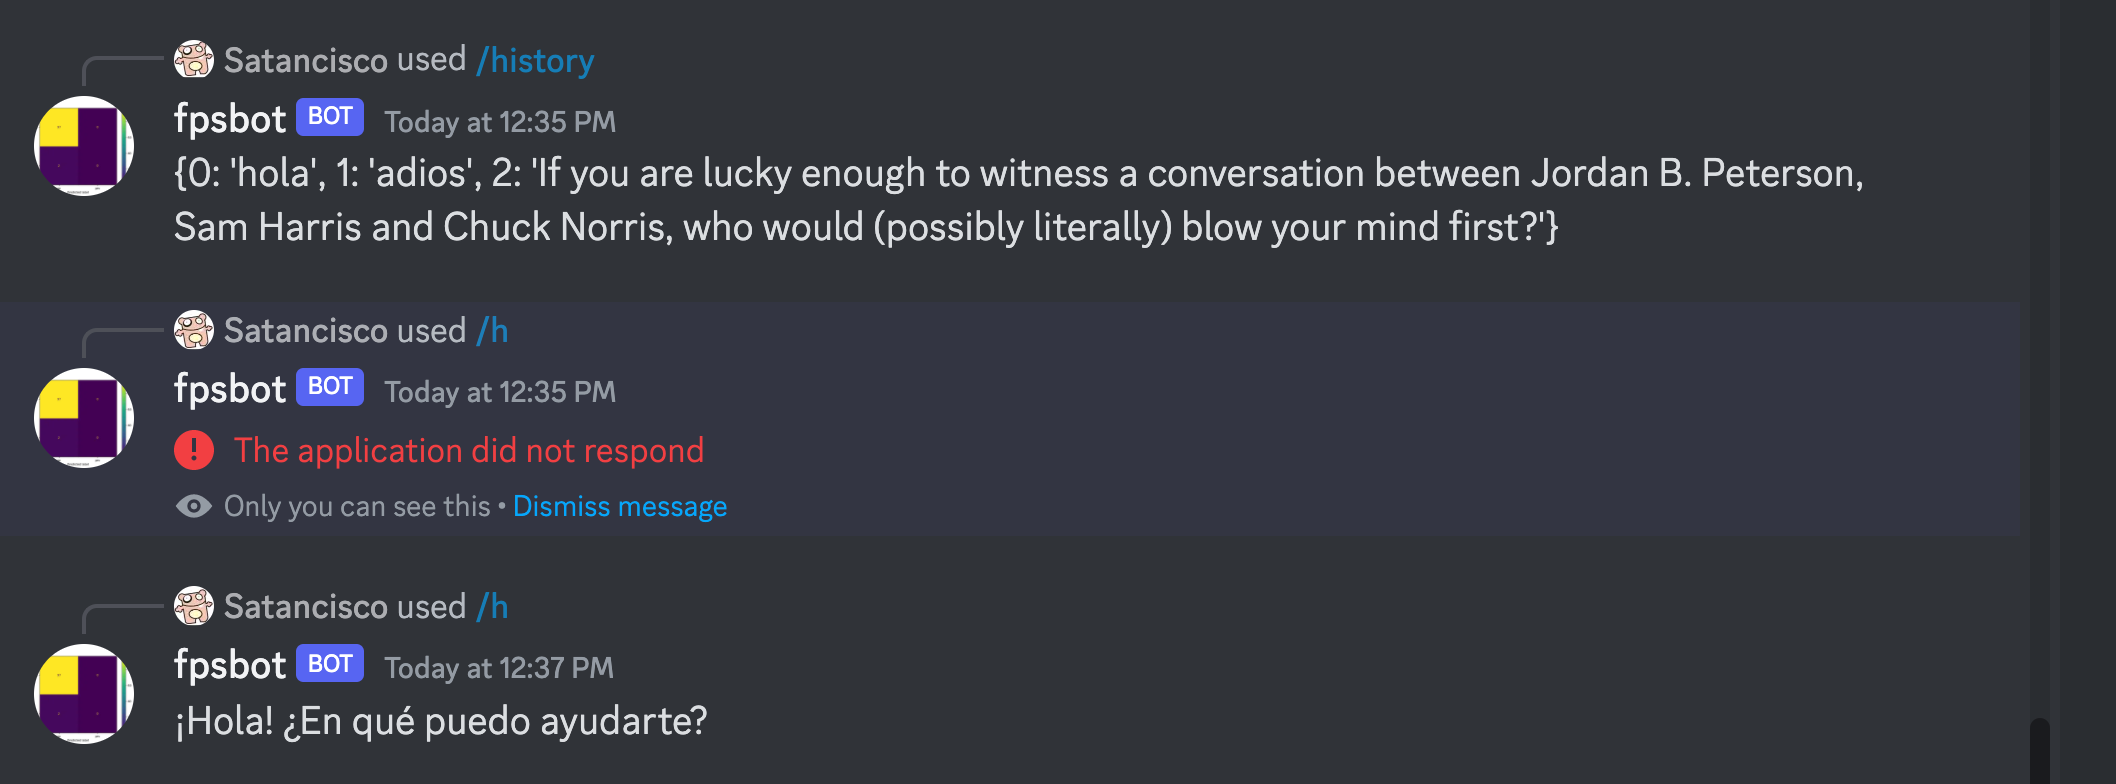 Satancisco used /history
fpsbot BOT Today at 12:35 PM
{0: 'hola', 1: 'adios', 2: 'If you are lucky enough to witness a conversation between Jordan B. Peterson,
Sam Harris and Chuck Norris, who would (possibly literally) blow your mind first?'}
Satancisco used /h
fpsbot BOT Today at 12:35 PM
The application did not respond
Only you can see this • Dismiss message
Satancisco used /h
fpsbot BOT Today at 12:37 PM
¡Hola! ¿En qué puedo ayudarte?